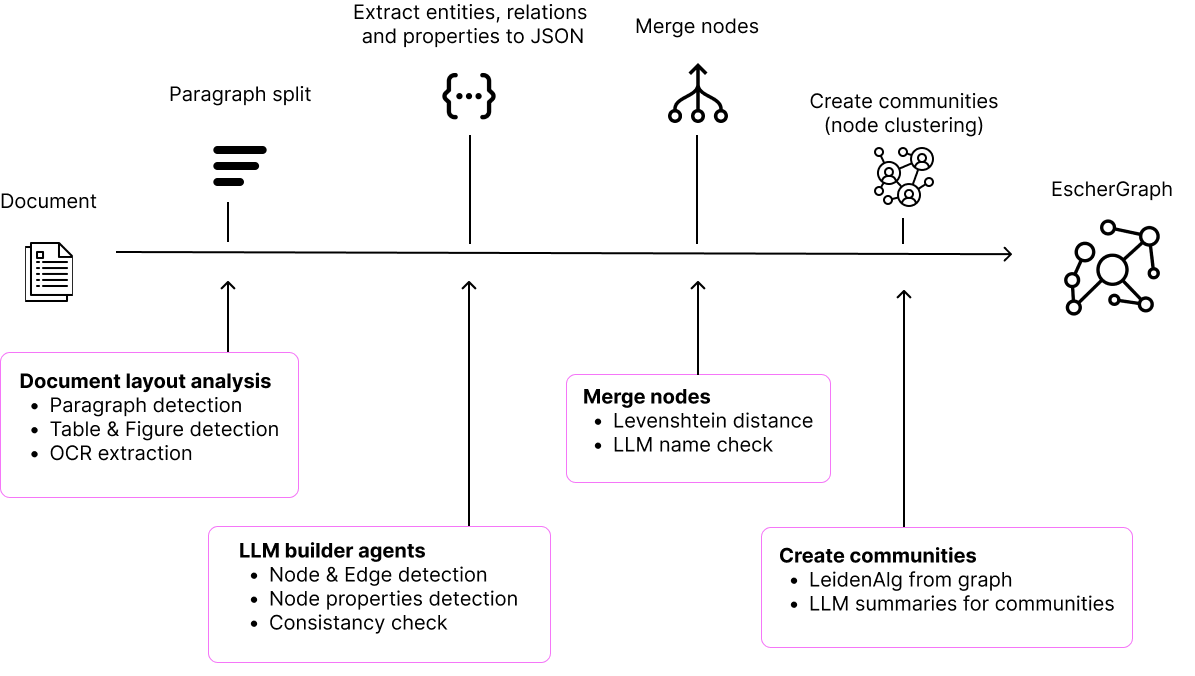 Extract entities, relations
and properties to JSON
Merge nodes
Paragraph split
Create communities
(node clustering)
Document
EscherGraph
Document layout analysis
• Paragraph detection
• Table & Figure detection
• OCR extraction
Merge nodes
• Levenshtein distance
• LLM name check
LLM builder agents
• Node & Edge detection
• Node properties detection
• Consistancy check
Create communities
• LeidenAlg from graph
• LLM summaries for communities